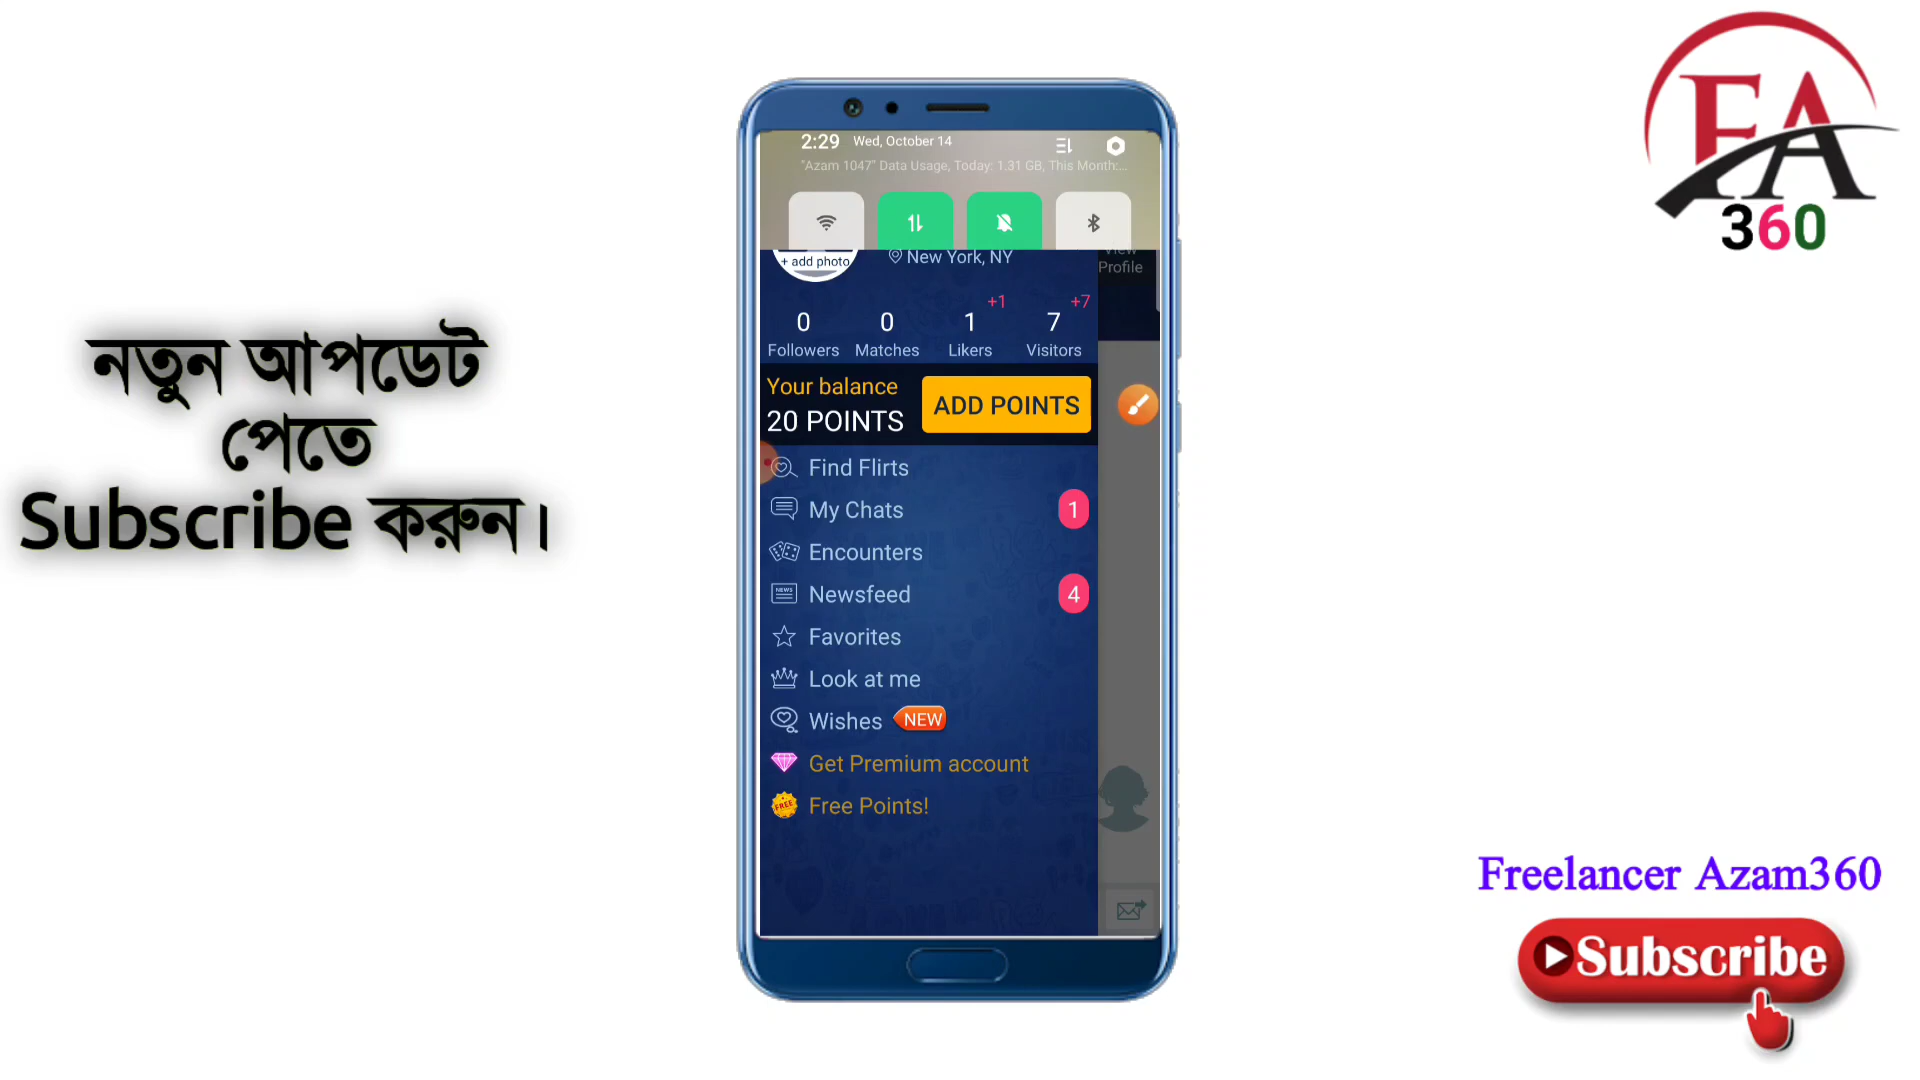 2:29 Wed, October 14
"Azam 1047" Data Usage, Today: 1.31 GB, This Month:...
+ add photo
New York, NY
View
Profile
+1 +7
0 0 1 7
Followers Matches Likers Visitors
Your balance
20 POINTS
ADD POINTS
Find Flirts
My Chats 1
Encounters
NEWS Newsfeed 4
Favorites
Look at me
Wishes NEW
Get Premium account
FREE Free Points!
নতুন আপডেট
পেতে
Subscribe করুন।
FA
360
Freelancer Azam360
Subscribe